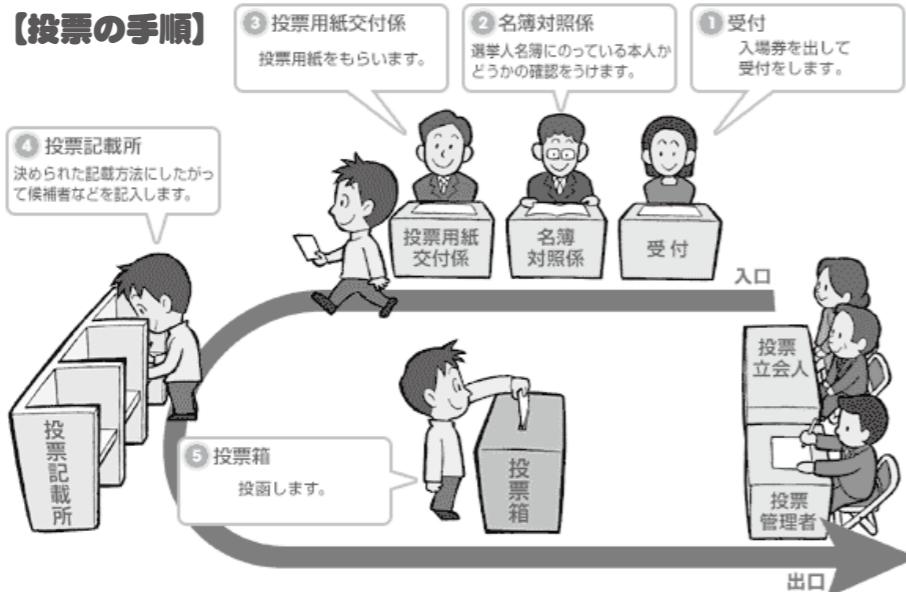 【投票の手順】
3 投票用紙交付係
投票用紙をもらいます。
2 名簿対照係
選挙人名簿にのっている本人か
どうかの確認をうけます。
1 受付
入場券を出して
受付をします。
4 投票記載所
決められた記載方法にしたがっ
て候補者などを記入します。
投票用紙
交付係
名簿
対照係
受付
入口
投票
立会人
投票記載所
5 投票箱
投函します。
投票箱
投票
管理者
出口